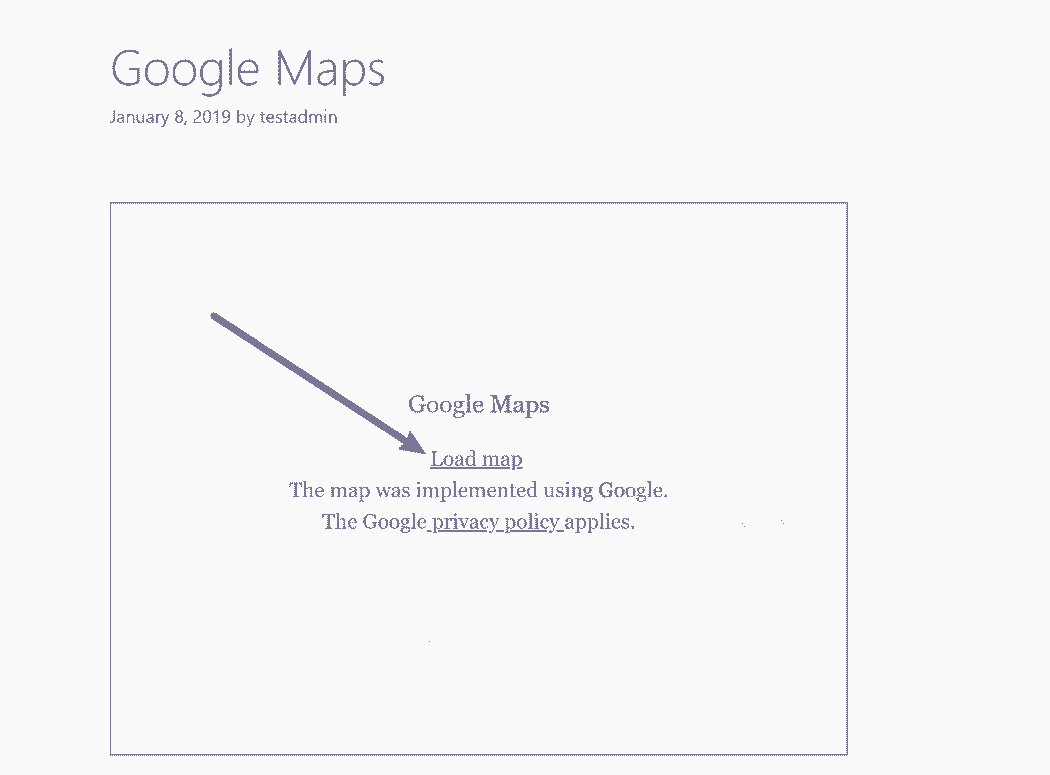 Google Maps
January 8, 2019 by testadmin
Google Maps
Load map
The map was implemented using Google.
The Google privacy policy applies.